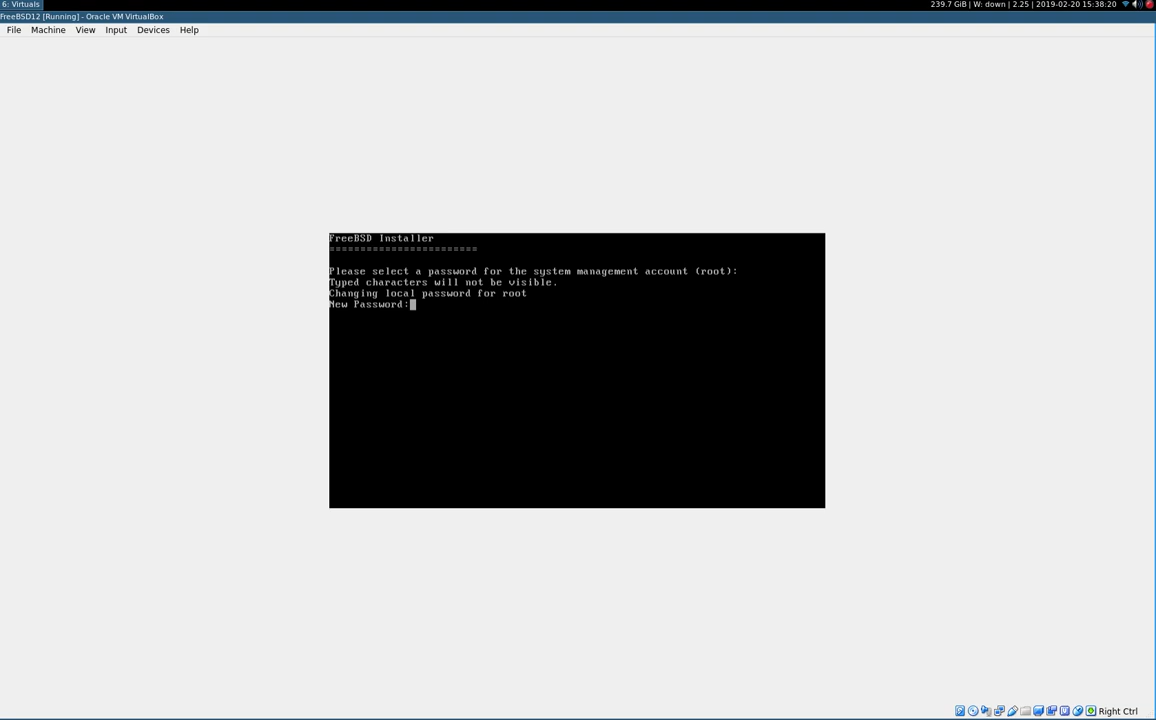 6: Virtuals
239.7 GiB | W: down | 2.25 | 2019-02-20 15:38:20
FreeBSD12 [Running] - Oracle VM VirtualBox
File Machine View Input Devices Help
FreeBSD Installer
========================
Please select a password for the system management account (root):
Typed characters will not be visible.
Changing local password for root
New Password:
Right Ctrl